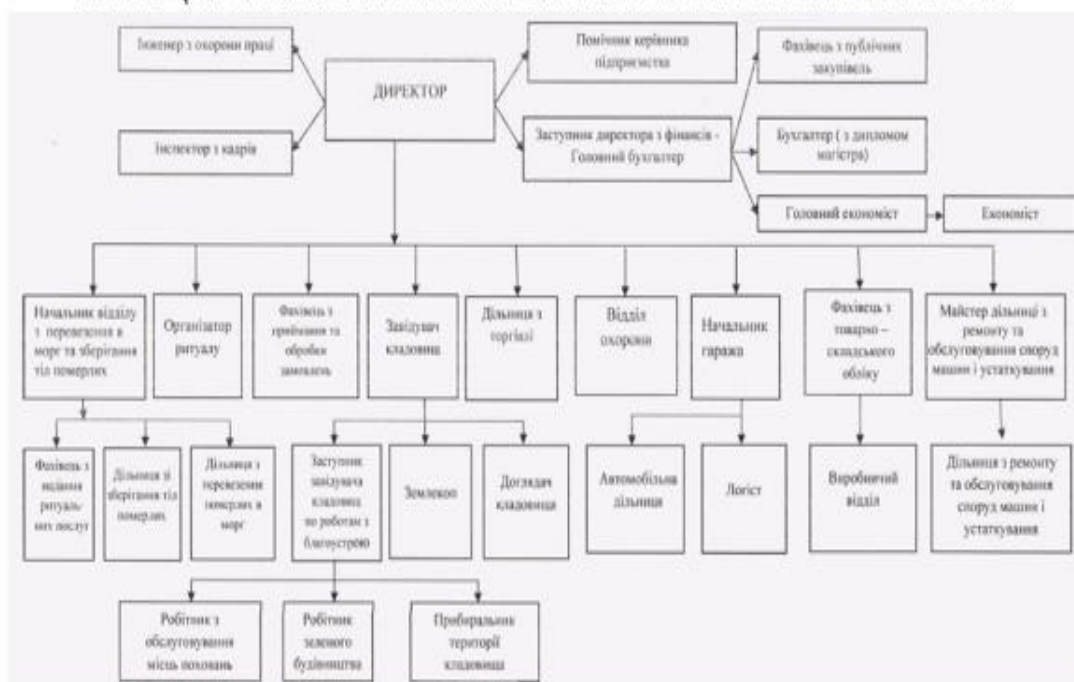 Інженер з охорони праці
Помічник керівника
підприємства
Фахівець з публічних
закупівель
ДИРЕКТОР
Інспектор з кадрів
Заступник директора з фінансів -
Головний бухгалтер
Бухгалтер ( з дипломом
магістра)
Головний економіст
Економіст
Начальник відділу
з перевезення в
морг та зберігання
тіл померлих
Організатор
ритуалу
Фахівець з
приймання та
обробки
замовлень
Завідувач
кладовищ
Дільниця з
торгівлі
Відділ
охорони
Начальник
гаража
Фахівець з
товарно –
складського
обліку
Майстер дільниці з
ремонту та
обслуговування споруд
машин і устаткування
Фахівець з
надання
ритуаль-
них послуг
Дільниця зі
зберігання тіл
померлих
Дільниця з
перевезення
померлих в
морг
Заступник
завідувача
кладовищ
по роботам з
благоустрою
Землекоп
Доглядач
кладовища
Автомобільна
дільниця
Логіст
Виробничий
відділ
Дільниця з ремонту
та обслуговування
споруд машин і
устаткування
Робітник з
обслуговування
місць поховань
Робітник
зеленого
будівництва
Прибиральник
території
кладовища